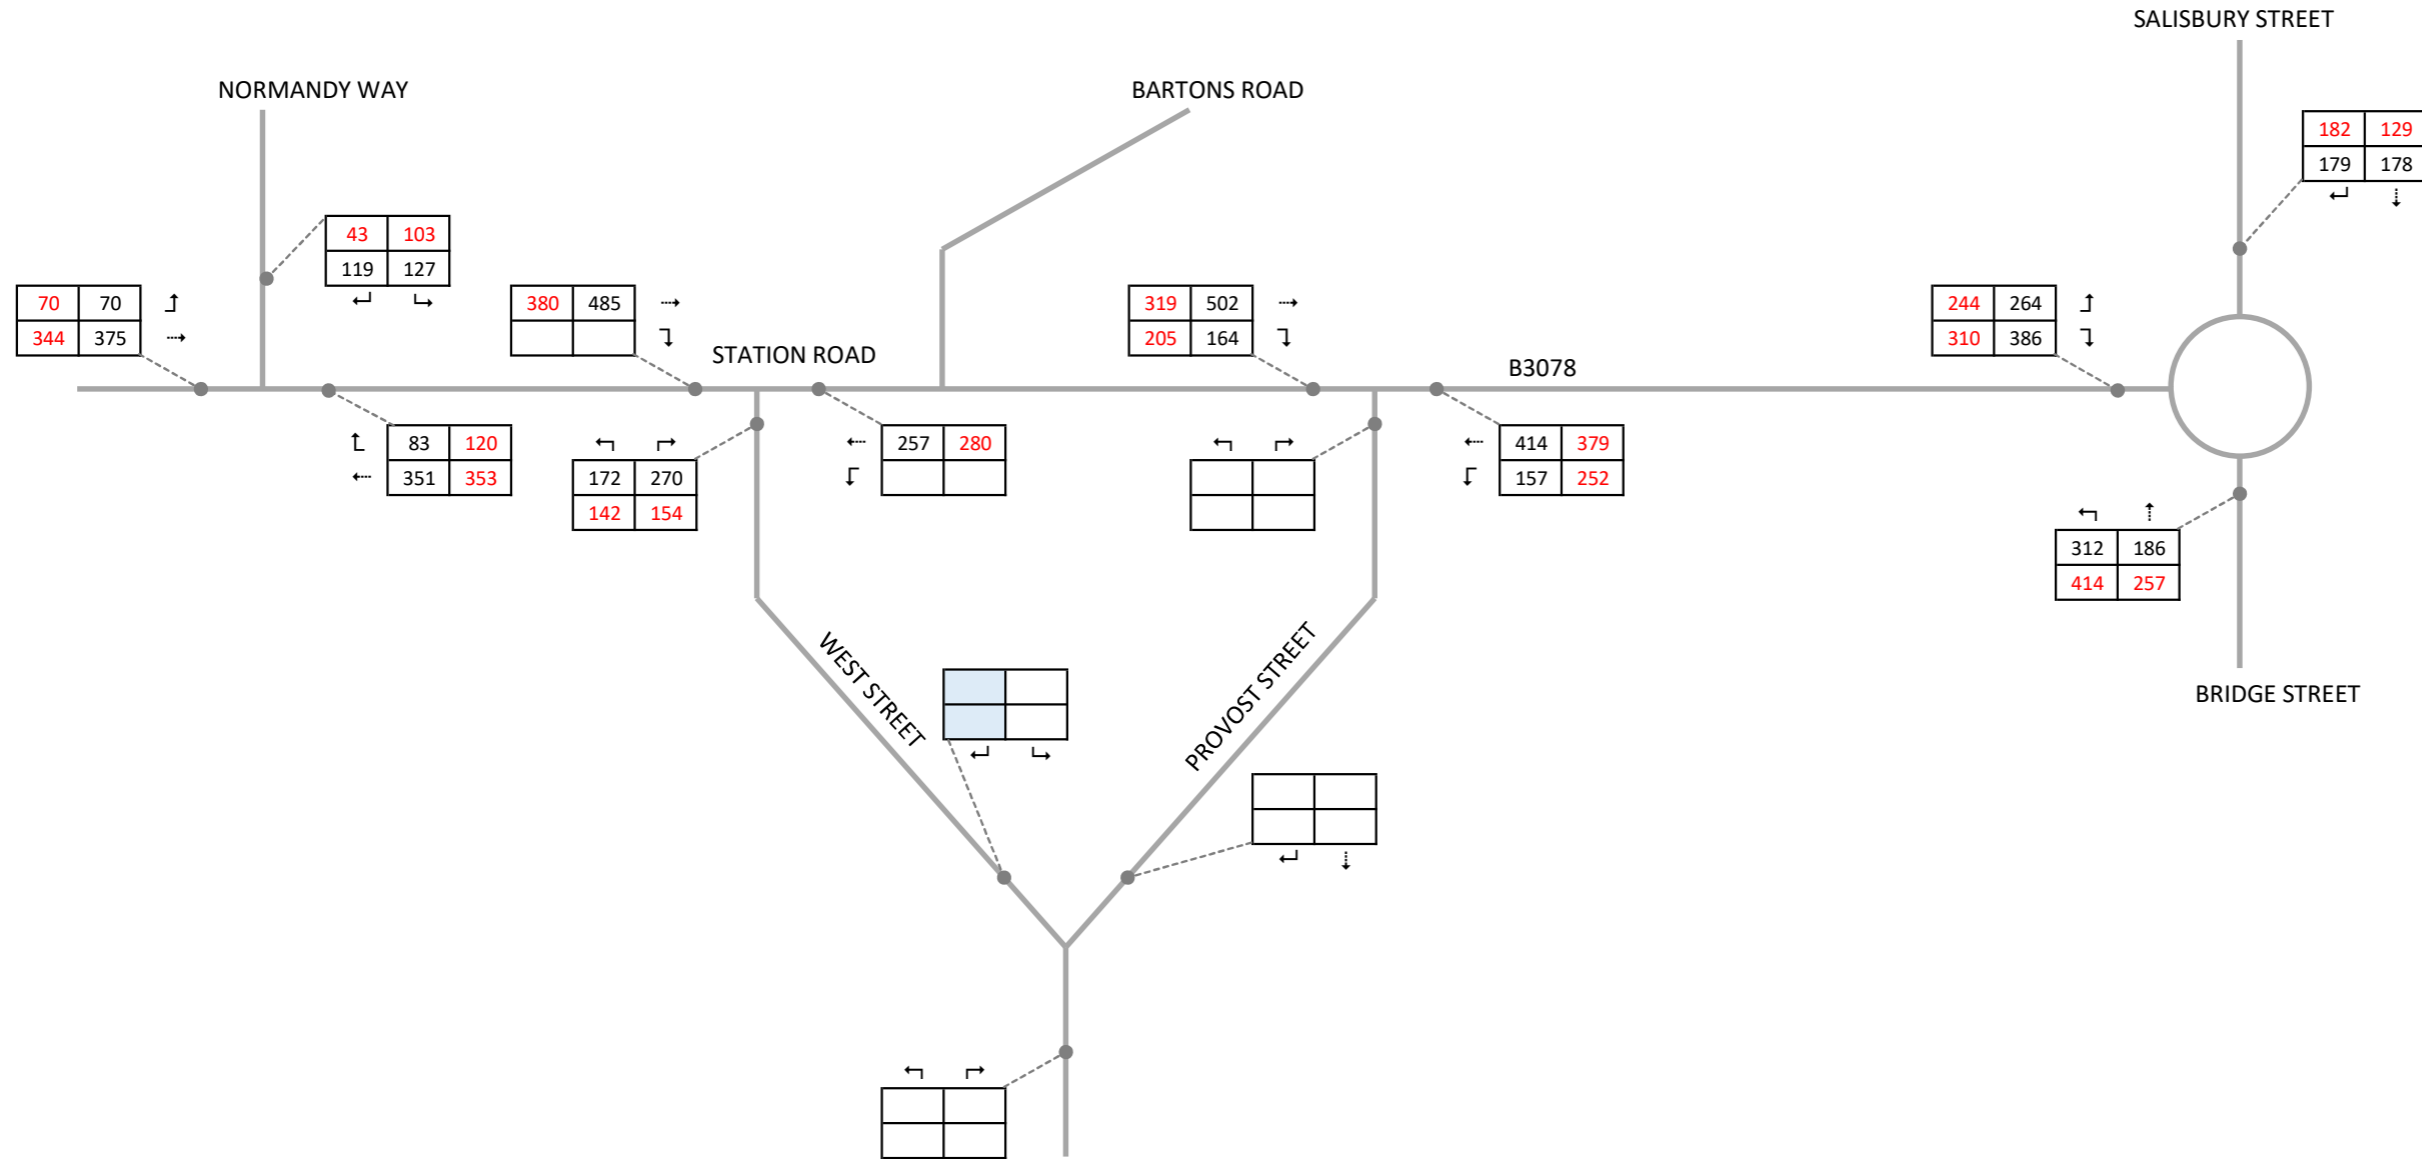 SALISBURY STREET
NORMANDY WAY
BARTONS ROAD
182 129
179 178
43 103
119 127
70 70
344 375
380 485
319 502
205 164
244 264
310 386
STATION ROAD
B3078
83 120
351 353
172 270
142 154
257 280
414 379
157 252
312 186
414 257
WEST STREET
PROVOST STREET
BRIDGE STREET